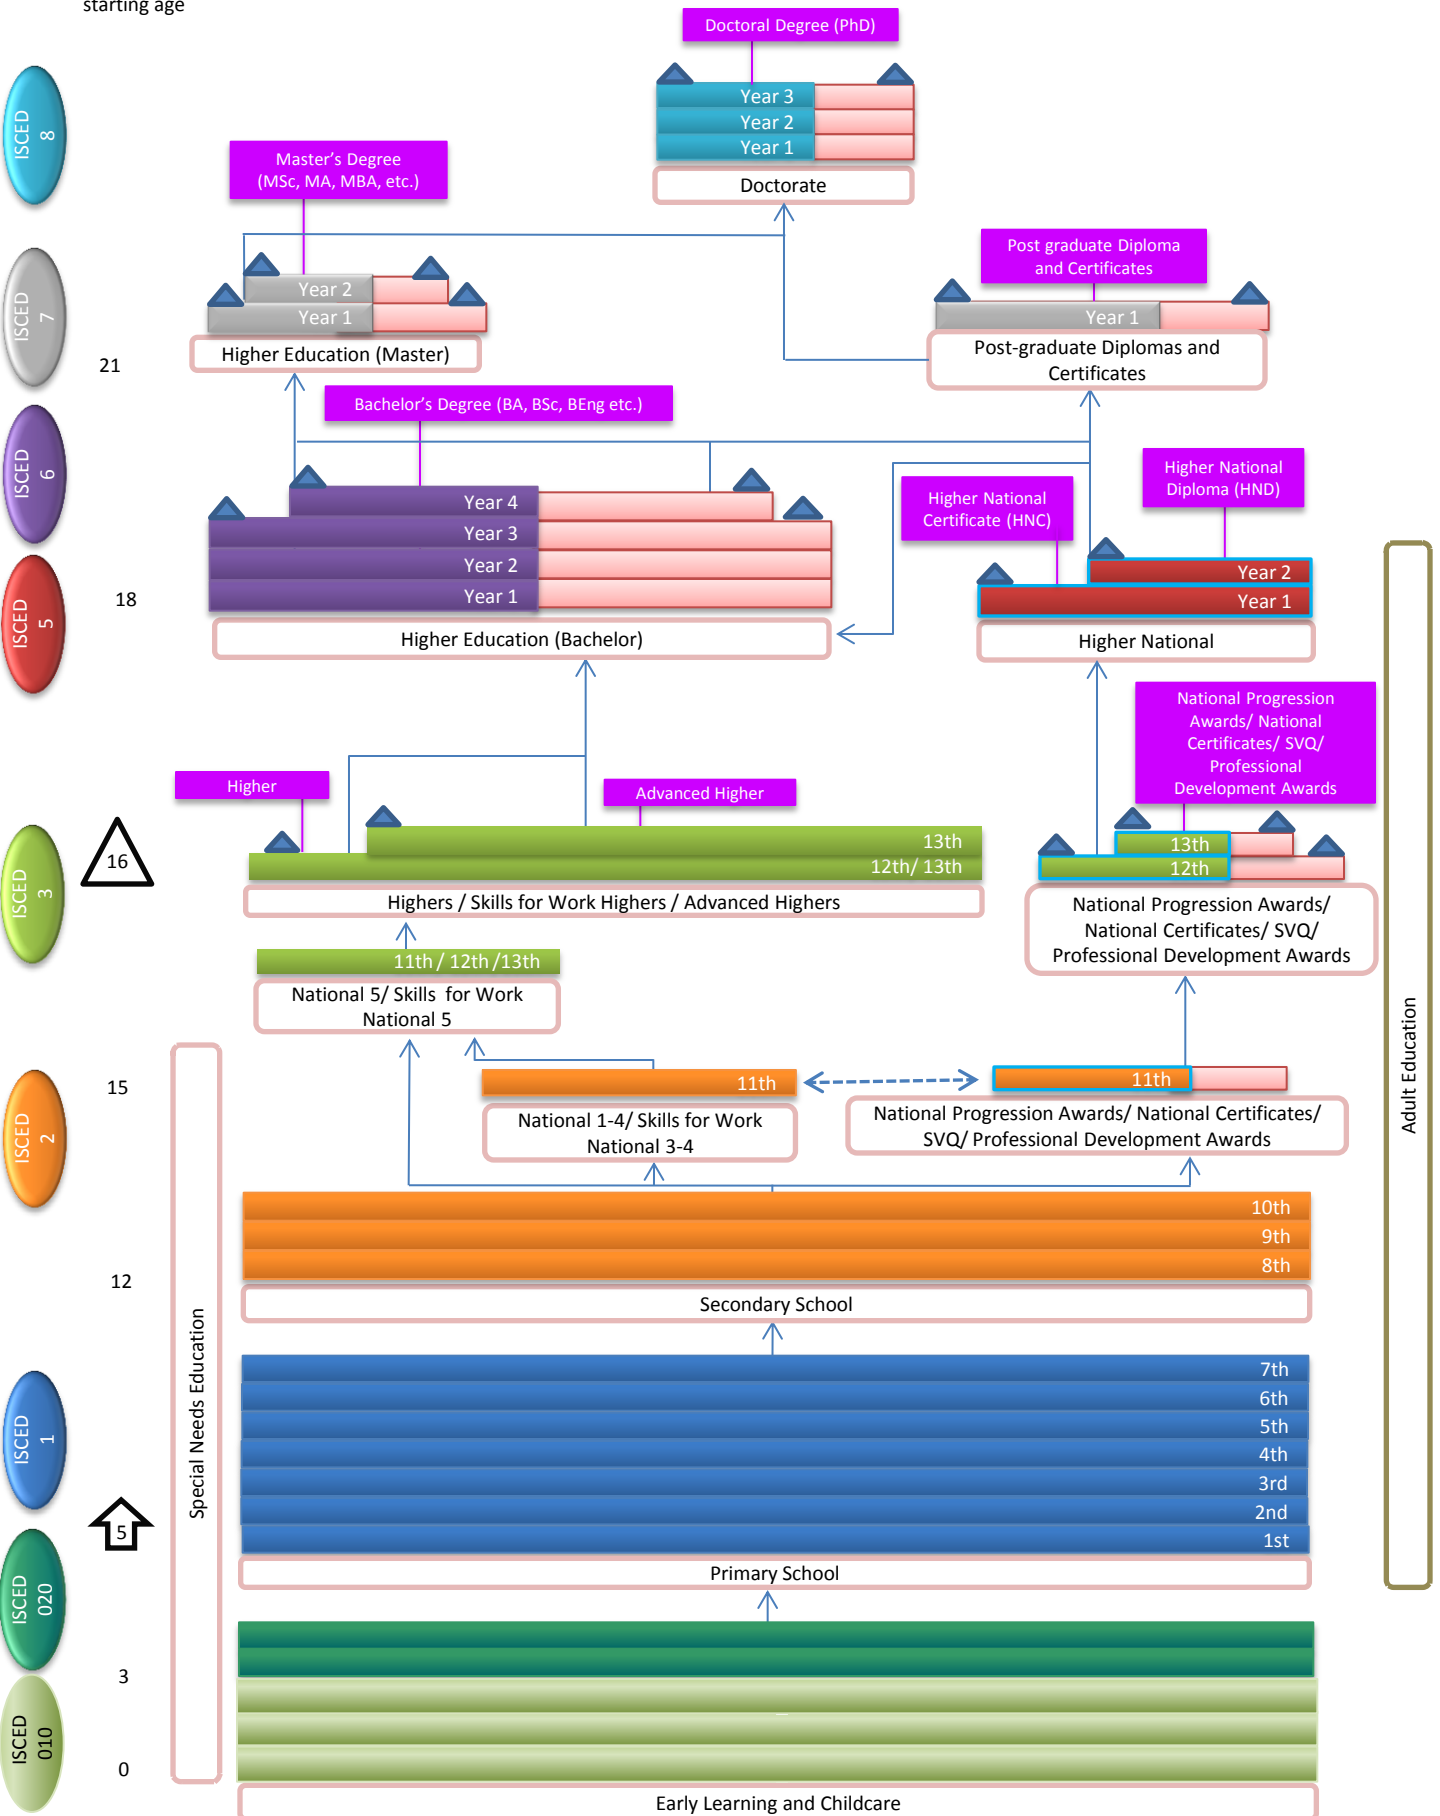 starting age
Doctoral Degree (PhD)
ISCED
8
Year 3
Year 2
Year 1
Doctorate
Master's Degree
(MSc, MA, MBA, etc.)
Post graduate Diploma
and Certificates
ISCED
7
Year 2
Year 1
Higher Education (Master)
Year 1
Post-graduate Diplomas and
Certificates
21
Bachelor's Degree (BA, BSc, BEng etc.)
ISCED
6
Higher National
Certificate (HNC)
Higher National
Diploma (HND)
Year 4
Year 3
Year 2
Year 1
Higher Education (Bachelor)
Year 2
Year 1
Higher National
ISCED
5
18
National Progression
Awards/ National
Certificates/ SVQ/
Professional
Development Awards
Higher
Advanced Higher
ISCED
3
16
13th
12th/ 13th
Highers / Skills for Work Highers / Advanced Highers
13th
12th
National Progression Awards/
National Certificates/ SVQ/
Professional Development Awards
11th / 12th /13th
National 5/ Skills for Work
National 5
Adult Education
ISCED
2
15
11th
National 1-4/ Skills for Work
National 3-4
11th
National Progression Awards/ National Certificates/
SVQ/ Professional Development Awards
10th
9th
8th
12
Secondary School
Special Needs Education
ISCED
1
7th
6th
5th
4th
3rd
2nd
1st
5
Primary School
ISCED
020
3
ISCED
010
0
Early Learning and Childcare